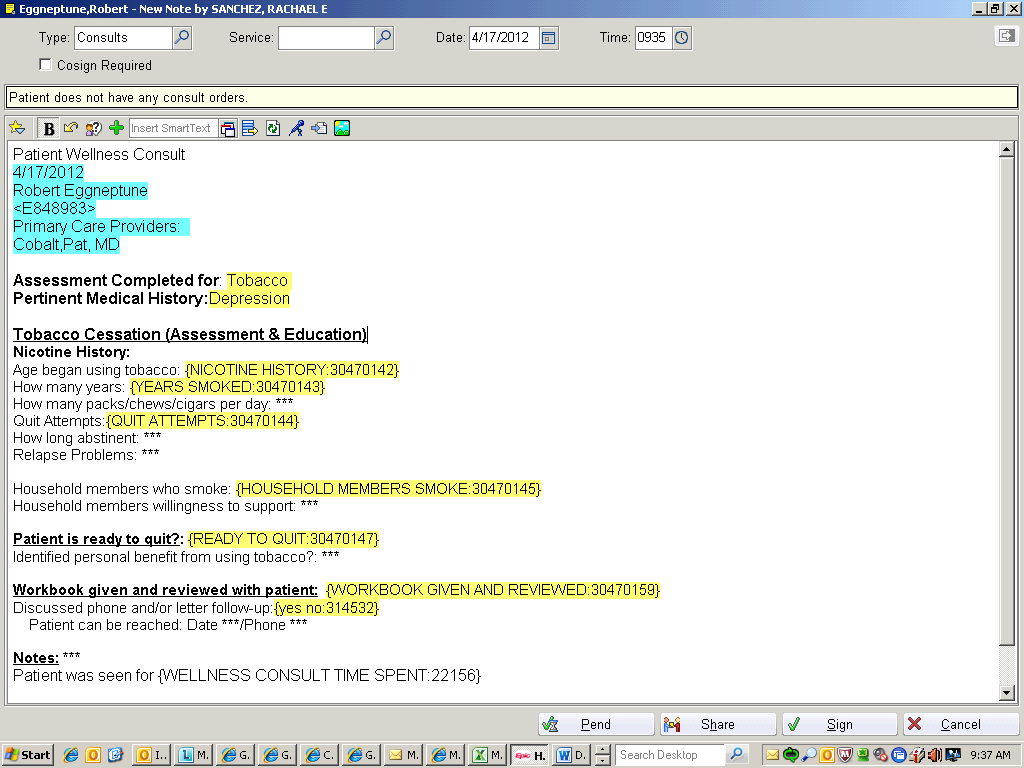 Eggneptune,Robert - New Note by SANCHEZ, RACHAEL E
Type: Consults Service: Date: 4/17/2012 Time: 0935
Cosign Required
Patient does not have any consult orders.
B Insert SmartText
Patient Wellness Consult
4/17/2012
Robert Eggneptune
<E848983>
Primary Care Providers:
Cobalt,Pat, MD
Assessment Completed for: Tobacco
Pertinent Medical History:Depression
Tobacco Cessation (Assessment & Education)
Nicotine History:
Age began using tobacco: {NICOTINE HISTORY:30470142}
How many years: {YEARS SMOKED:30470143}
How many packs/chews/cigars per day: ***
Quit Attempts:{QUIT ATTEMPTS:30470144}
How long abstinent: ***
Relapse Problems: ***
Household members who smoke: {HOUSEHOLD MEMBERS SMOKE:30470145}
Household members willingness to support: ***
Patient is ready to quit?: {READY TO QUIT:30470147}
Identified personal benefit from using tobacco?: ***
Workbook given and reviewed with patient: {WORKBOOK GIVEN AND REVIEWED:30470159}
Discussed phone and/or letter follow-up:{yes no:314532}
Patient can be reached: Date ***/Phone ***
Notes: ***
Patient was seen for {WELLNESS CONSULT TIME SPENT:22156}
Pend Share Sign Cancel
Start I.. M. G. G. C. G. M. M. M. Epic H. D. Search Desktop 9:37 AM